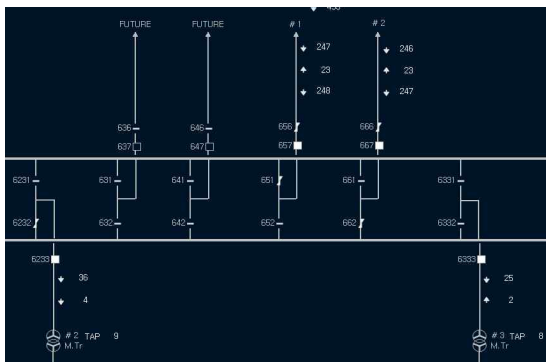 FUTURE FUTURE # 1 # 2
247 246
23 23
248 247
636 646 656 666
637 647 657 667
6231 631 641 651 661 6331
6232 632 642 652 662 6332
6233 6333
36 25
4 2
# 2 TAP 9 # 3 TAP 8
M.Tr M.Tr